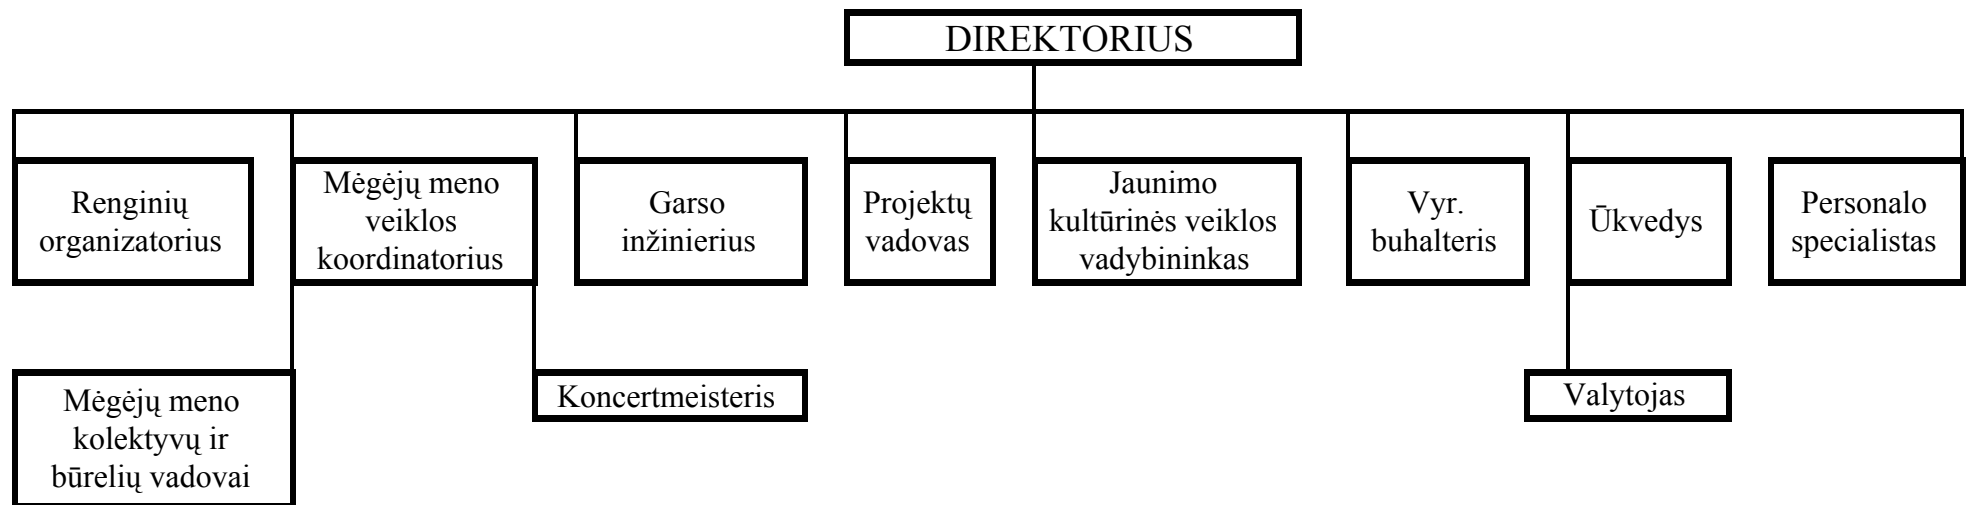 DIREKTORIUS
Renginių
organizatorius
Mėgėjų meno
veiklos
koordinatorius
Garso
inžinierius
Projektų
vadovas
Jaunimo
kultūrinės veiklos
vadybininkas
Vyr.
buhalteris
Ūkvedys
Personalo
specialistas
Mėgėjų meno
kolektyvų ir
būrelių vadovai
Koncertmeisteris
Valytojas